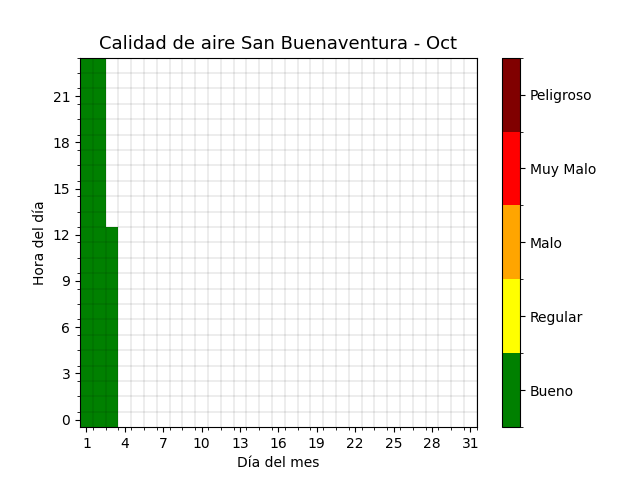 Calidad de aire San Buenaventura - Oct
Hora del día
21
18
15
12
9
6
3
0
1 4 7 10 13 16 19 22 25 28 31
Día del mes
Peligroso
Muy Malo
Malo
Regular
Bueno